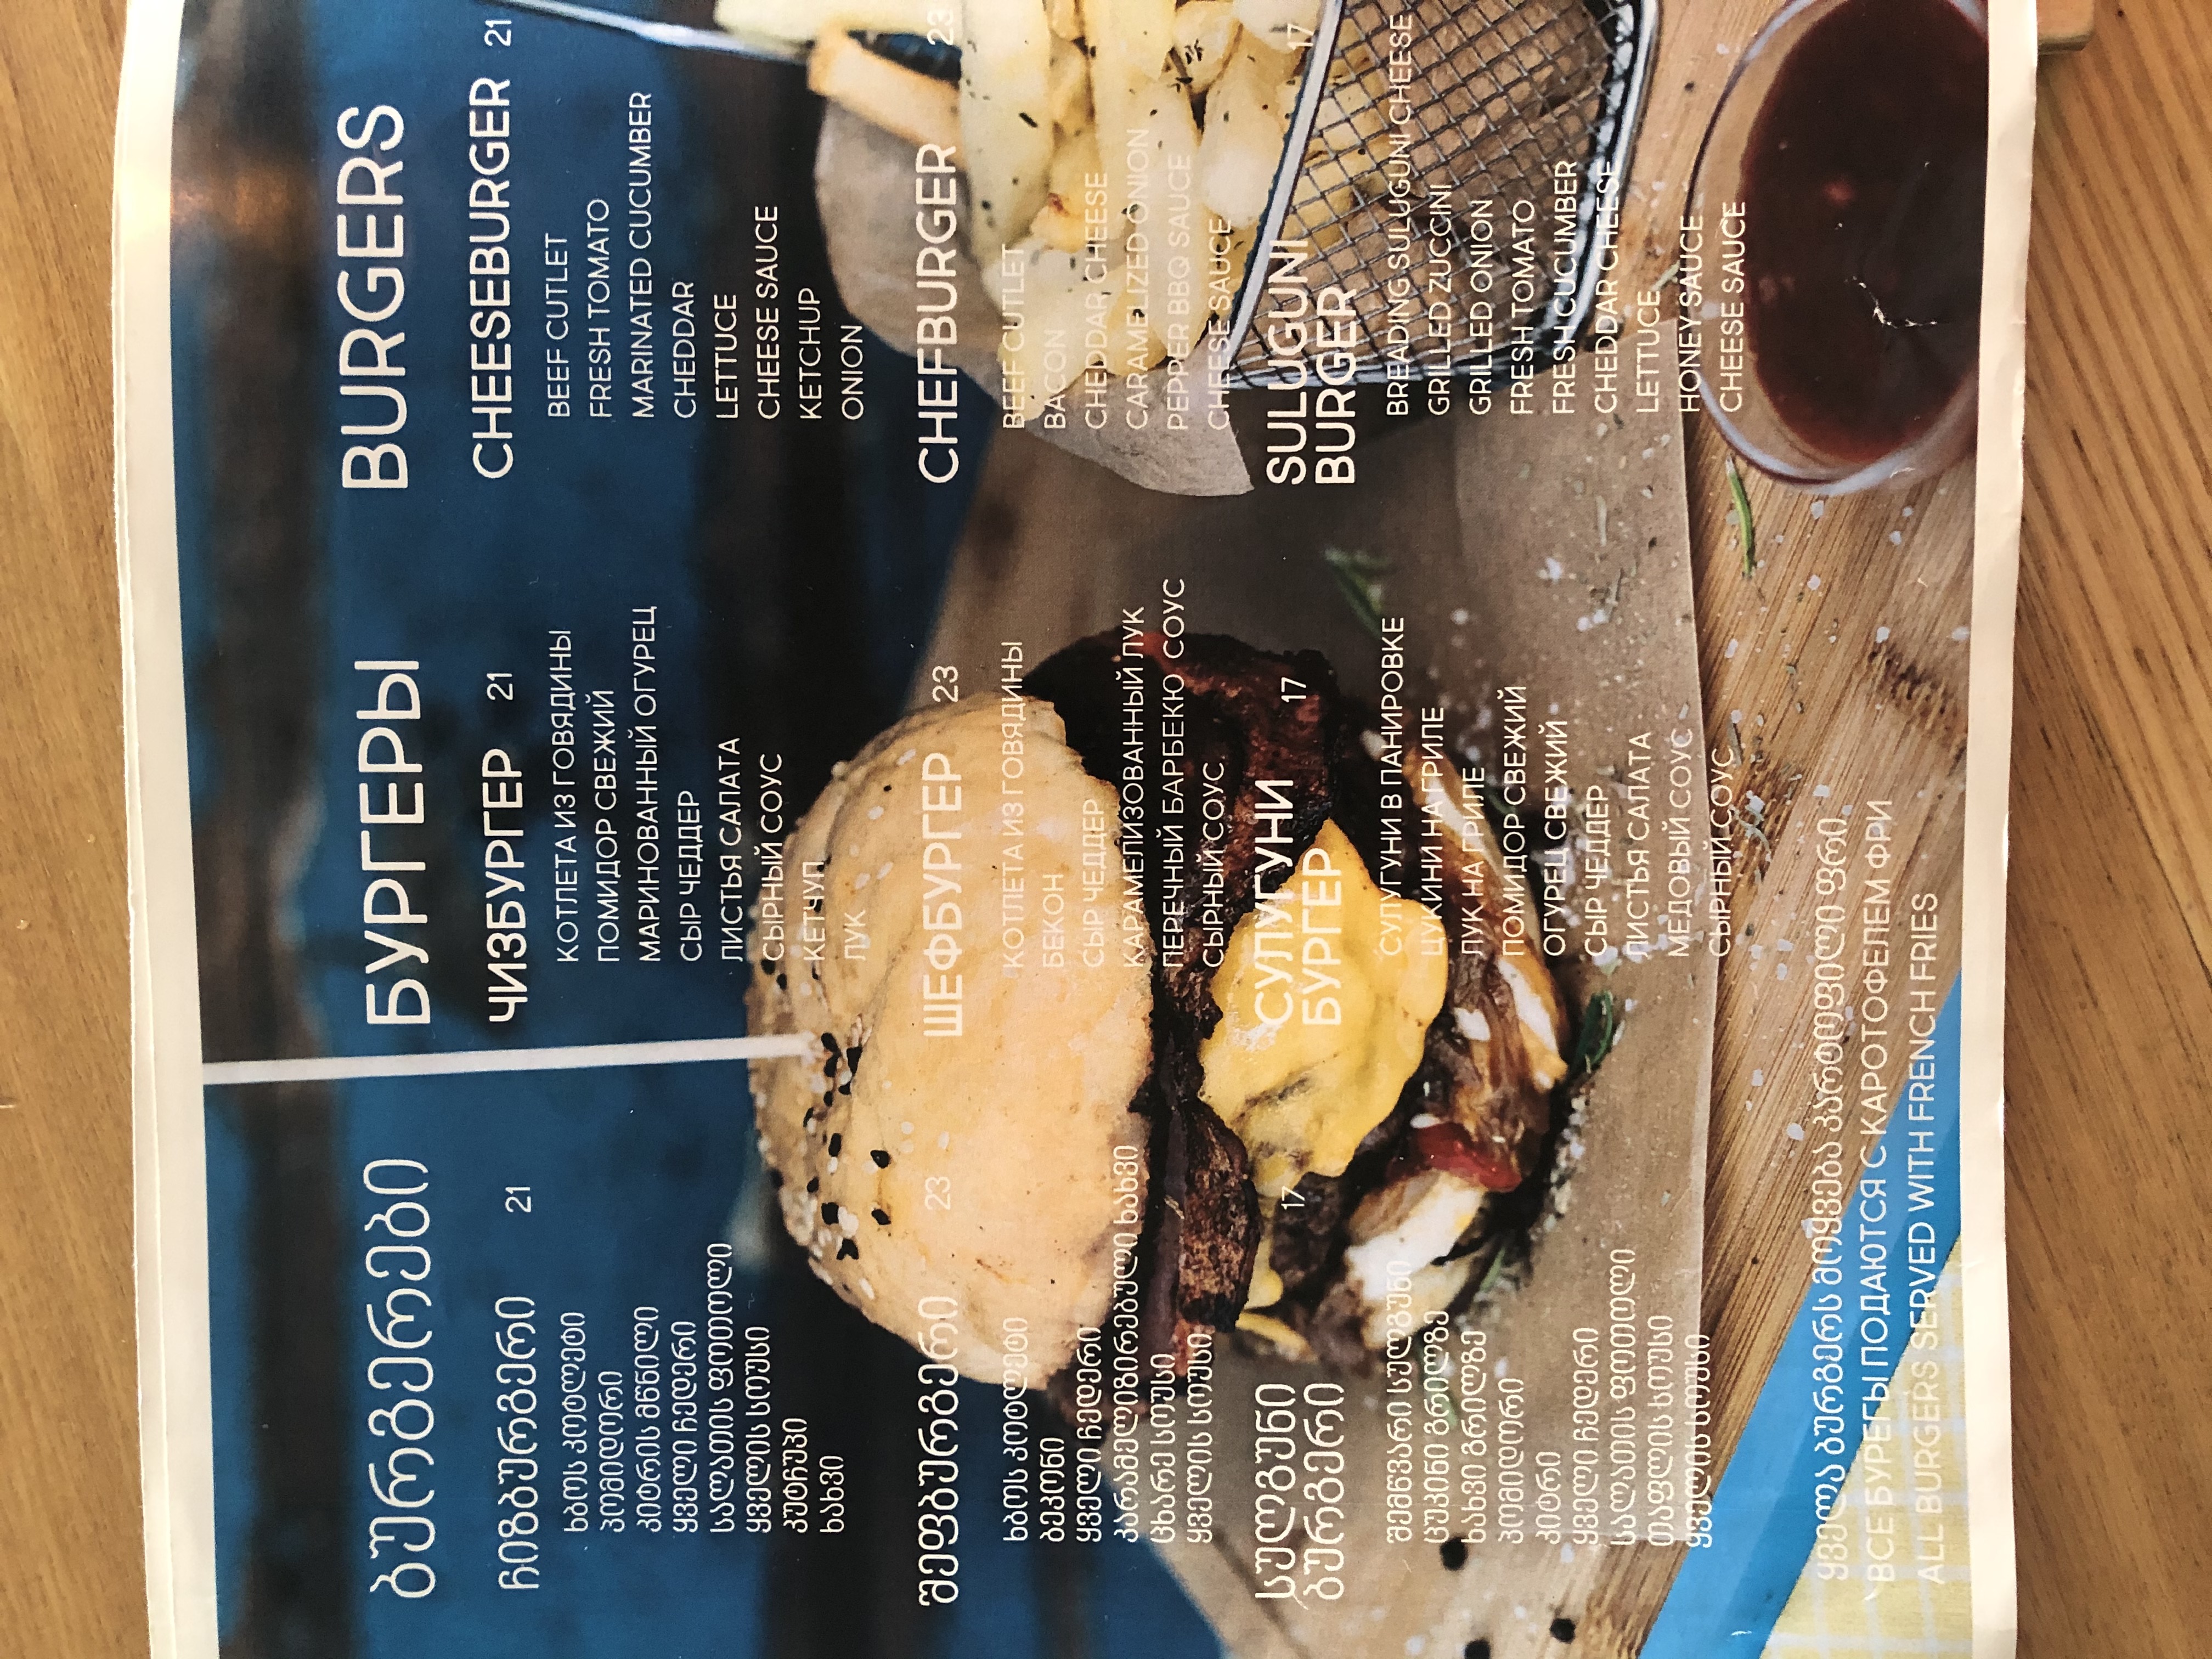 ბურგერები
ჩიზბურგერი 21
ხბოს კოტლეტი
პომიდორი
კიტრის მწნილი
ყველი ჩედერი
სალათის ფოთოლი
ყველის სოუსი
კუტჩუპი
ხახვი
შეფბურგერი 23
ხბოს კოტლეტი
ბეკონი
ყველი ჩედერი
კარამელიზირებული ხახვი
ცხარე სოუსი
ყველის სოუსი
სულგუნი 17
ბურგერი
შემწვარი სულგუნი
ცუკინი გრილზე
ხახვი გრილზე
პომიდორი
კიტრი
ყველი ჩედერი
სალათის ფოთოლი
თაფლის სოუსი
ყველის სოუსი
БУРГЕРЫ
ЧИЗБУРГЕР 21
КОТЛЕТА ИЗ ГОВЯДИНЫ
ПОМИДОР СВЕЖИЙ
МАРИНОВАННЫЙ ОГУРЕЦ
СЫР ЧЕДДЕР
ЛИСТЬЯ САЛАТА
СЫРНЫЙ СОУС
КЕТЧУП
ЛУК
ШЕФБУРГЕР 23
КОТЛЕТА ИЗ ГОВЯДИНЫ
БЕКОН
СЫР ЧЕДДЕР
КАРАМЕЛИЗОВАННЫЙ ЛУК
ПЕРЕЧНЫЙ БАРБЕКЮ СОУС
СЫРНЫЙ СОУС
СУЛУГУНИ 17
БУРГЕР
СУЛУГУНИ В ПАНИРОВКЕ
ЦУКИНИ НА ГРИЛЕ
ЛУК НА ГРИЛЕ
ПОМИДОР СВЕЖИЙ
ОГУРЕЦ СВЕЖИЙ
СЫР ЧЕДДЕР
ЛИСТЬЯ САЛАТА
МЕДОВЫЙ СОУС
СЫРНЫЙ СОУС
BURGERS
CHEESEBURGER 21
BEEF CUTLET
FRESH TOMATO
MARINATED CUCUMBER
CHEDDAR
LETTUCE
CHEESE SAUCE
KETCHUP
ONION
CHEFBURGER 23
BEEF CUTLET
BACON
CHEDDAR CHEESE
CARAMELIZED ONION
PEPPER BBQ SAUCE
CHEESE SAUCE
SULUGUNI 17
BURGER
BREADING SULUGUNI CHEESE
GRILLED ZUCCINI
GRILLED ONION
FRESH TOMATO
FRESH CUCUMBER
CHEDDAR CHEESE
LETTUCE
HONEY SAUCE
CHEESE SAUCE
ყველა ბურგერს მოყვება კარტოფილი ფრი
ВСЕ БУРЕГЫ ПОДАЮТСЯ С КАРОТОФЕЛЕМ ФРИ
ALL BURGERS SERVED WITH FRENCH FRIES